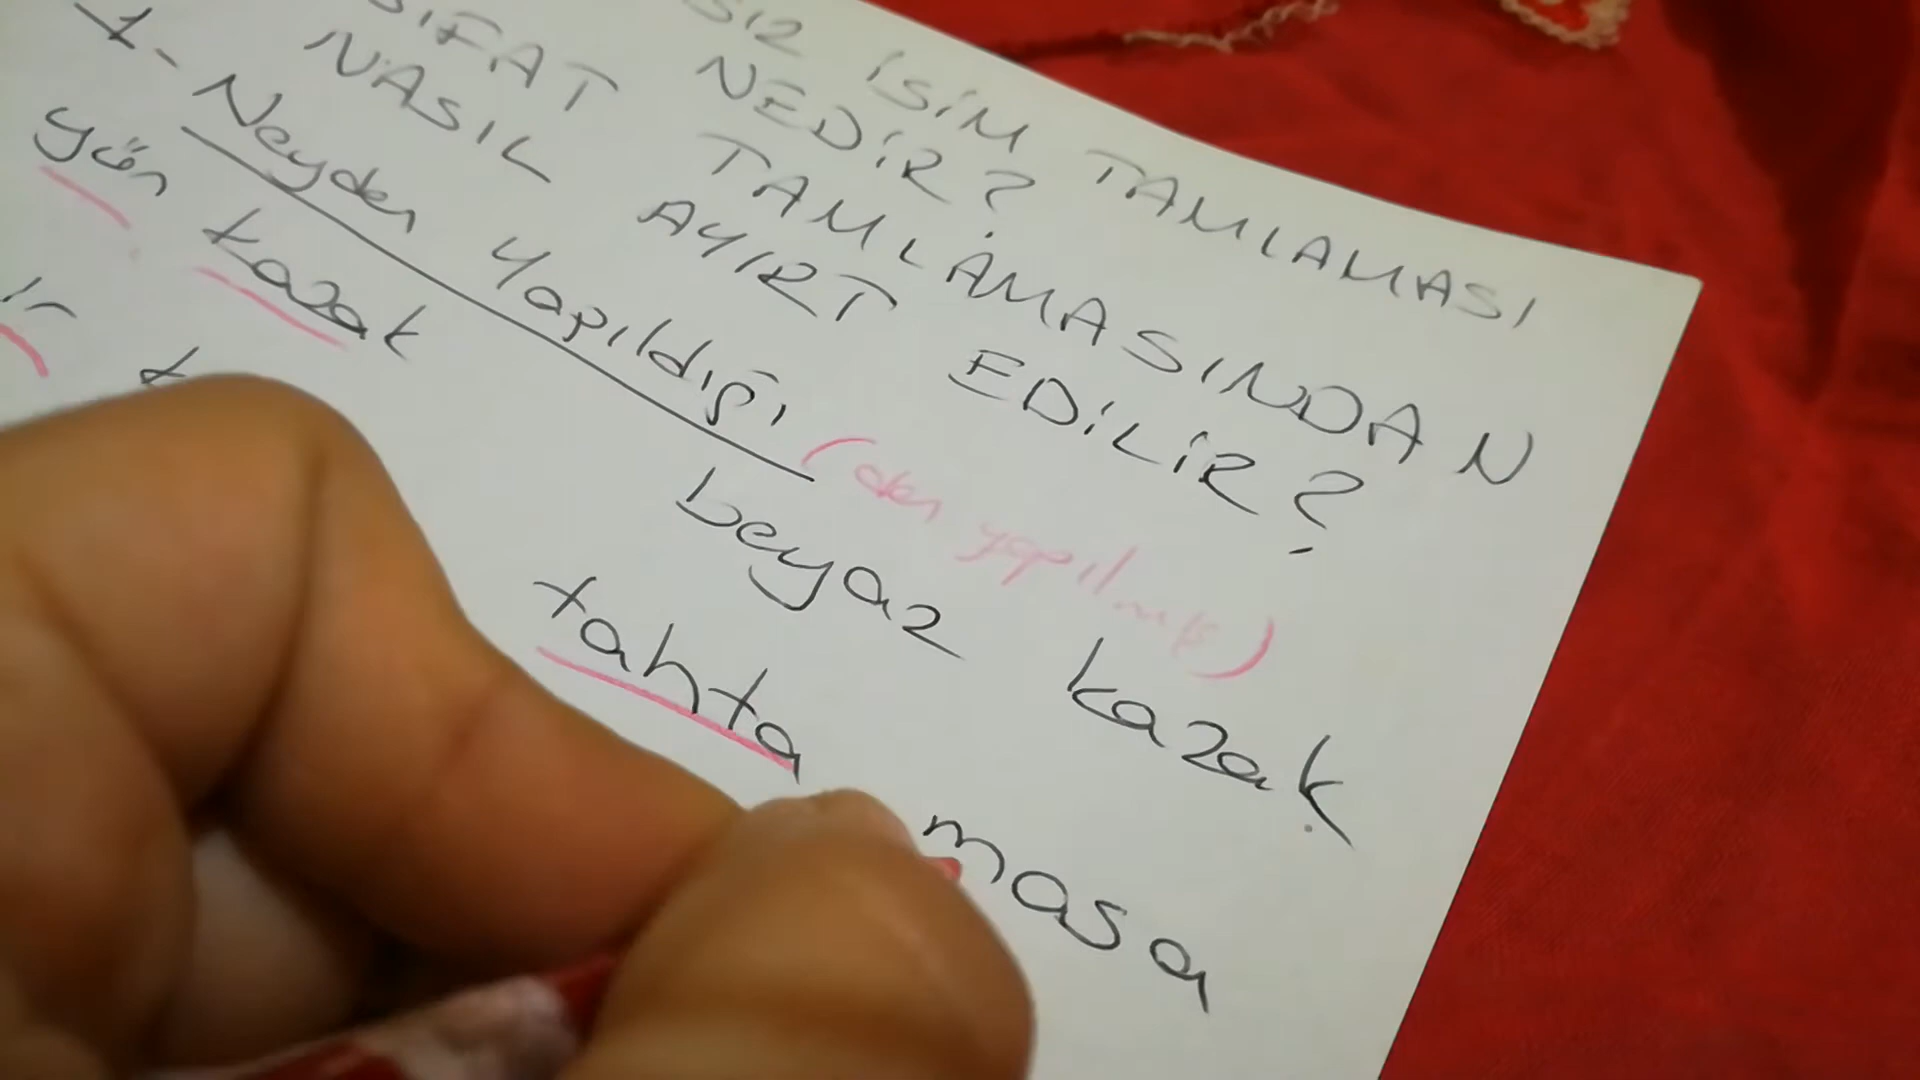 SIZ İSİM TAMLAMASI
NEDİR?
SIFAT TAMLAMASINDAN
NASIL AYIRT EDİLİR?
1- Neyden yapıldığı (den yapılmış)
yün kazak beyaz kazak
tahta masa